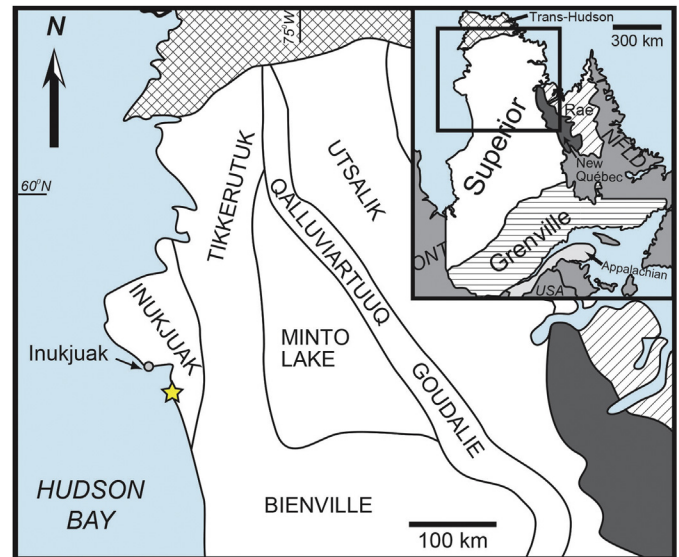 N
75°W
Trans-Hudson
300 km
Rae
NFLD
Superior
New
Québec
60°N
TIKKERUTUK
UTSALIK
QALLUVIARTUUQ
Grenville
ONT
Appalachian
USA
INUKJUAK
MINTO
LAKE
Inukjuak
GOUDALIE
HUDSON
BAY
BIENVILLE
100 km